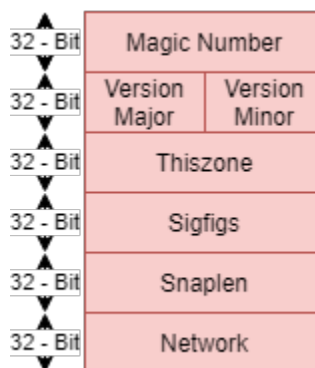 32 - Bit Magic Number
32 - Bit Version Major Version Minor
32 - Bit Thiszone
32 - Bit Sigfigs
32 - Bit Snaplen
32 - Bit Network